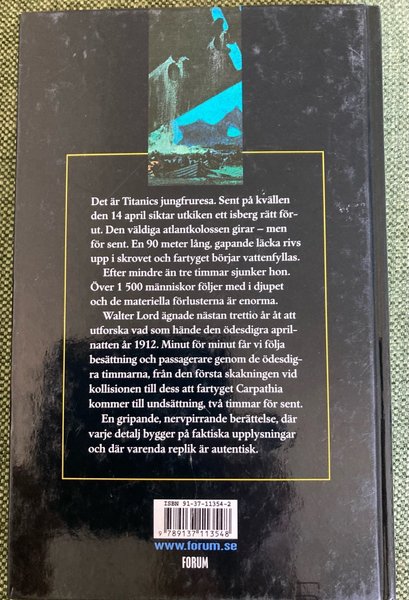 Det är Titanics jungfruresa. Sent på kvällen
den 14 april siktar utkiken ett isberg rätt för-
ut. Den väldiga atlantkolossen girar – men
för sent. En 90 meter lång, gapande läcka rivs
upp i skrovet och fartyget börjar vattenfyllas.
Efter mindre än tre timmar sjunker hon.
Över 1 500 människor följer med i djupet
och de materiella förlusterna är enorma.
Walter Lord ägnade nästan trettio år åt att
utforska vad som hände den ödesdigra april-
natten år 1912. Minut för minut får vi följa
besättning och passagerare genom de ödesdig-
ra timmarna, från den första skakningen vid
kollisionen till dess att fartyget Carpathia
kommer till undsättning, två timmar för sent.
En gripande, nervpirrande berättelse, där
varje detalj bygger på faktiska upplysningar
och där varenda replik är autentisk.
ISBN 91-37-11354-2
9 789137 113548
www.forum.se
FORUM